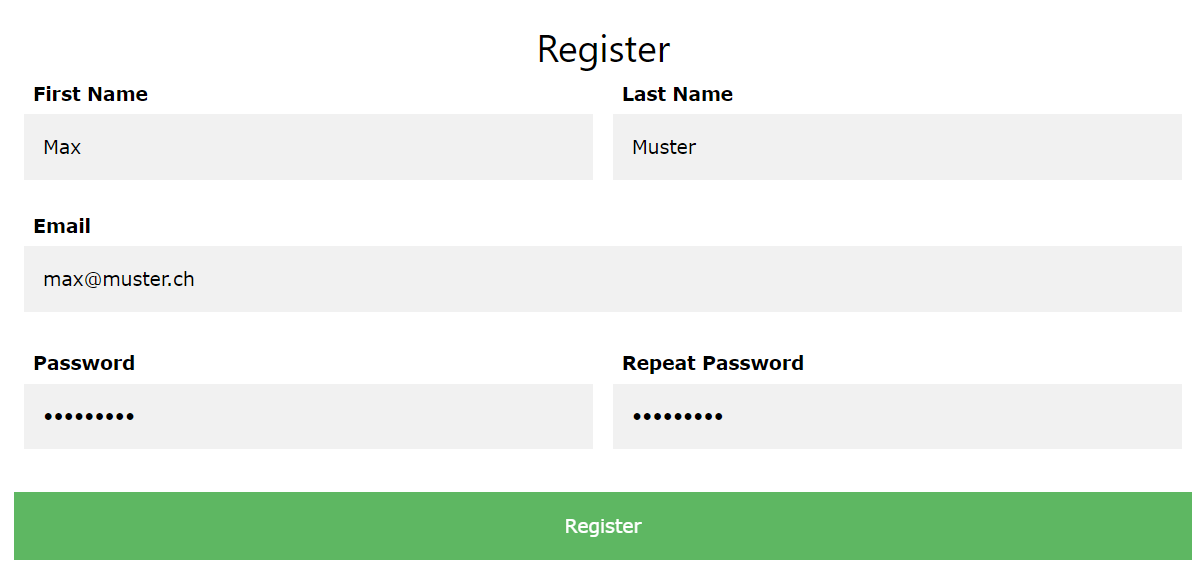 Register
First Name Last Name
Max Muster
Email
max@muster.ch
Password Repeat Password
••••••••• •••••••••
Register